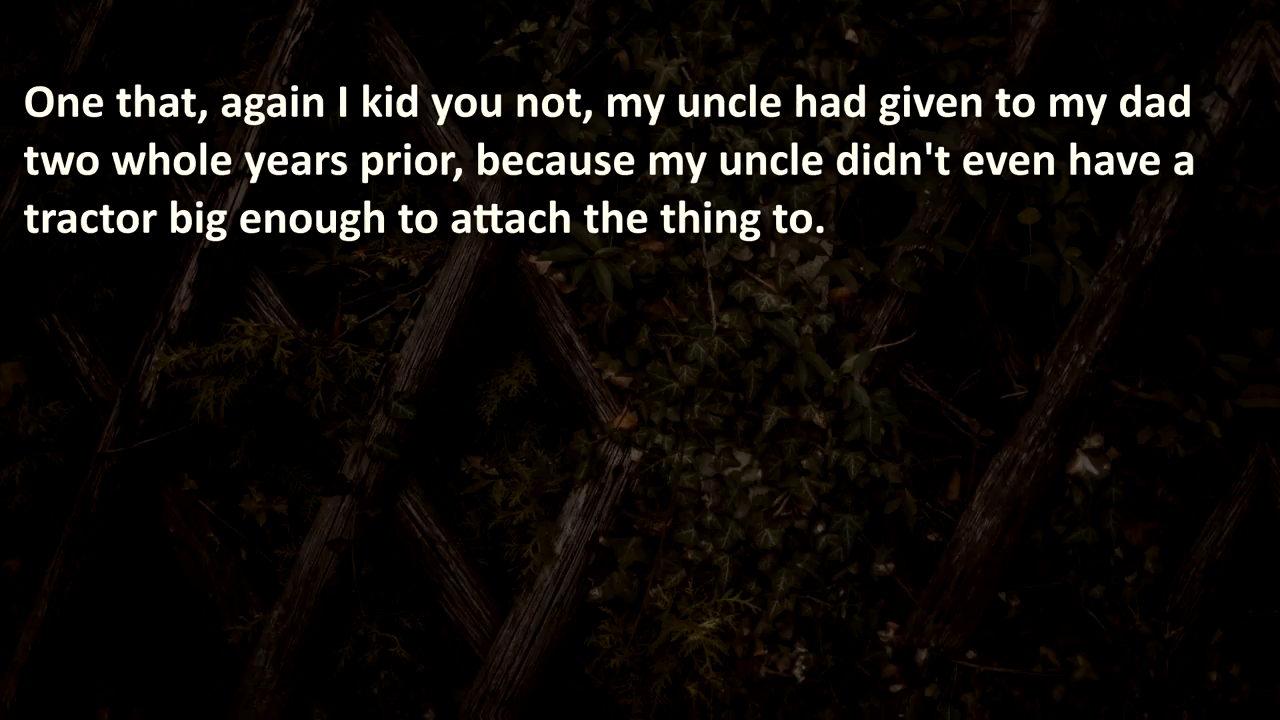 One that, again I kid you not, my uncle had given to my dad
two whole years prior, because my uncle didn't even have a
tractor big enough to attach the thing to.